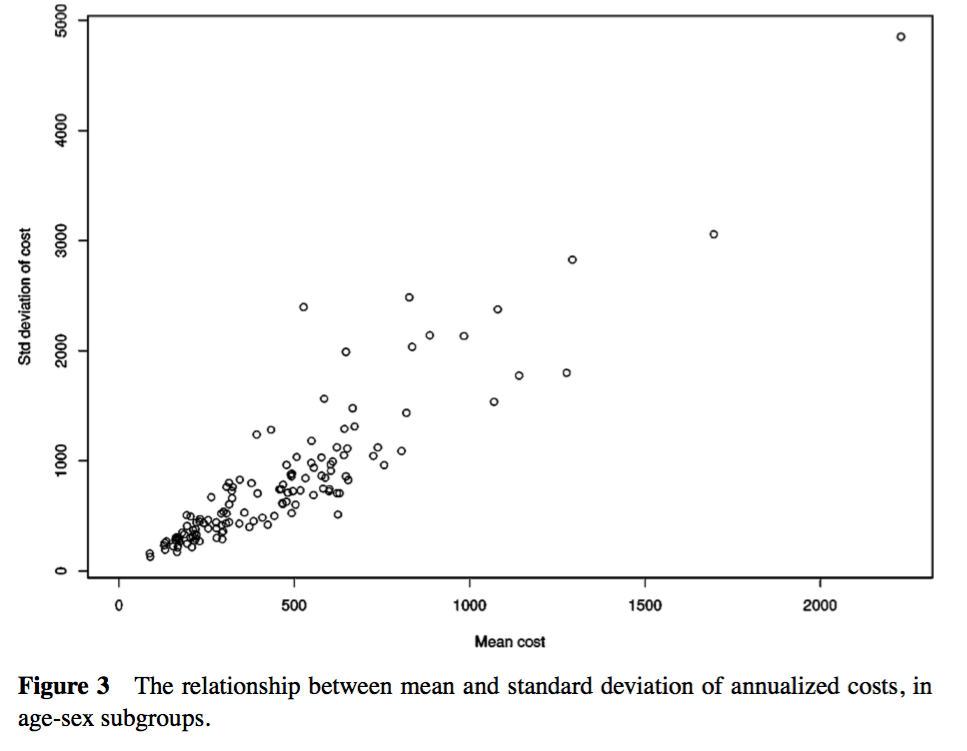 5000
4000
3000
2000
1000
0
Std deviation of cost
0 500 1000 1500 2000
Mean cost
Figure 3 The relationship between mean and standard deviation of annualized costs, in
age-sex subgroups.